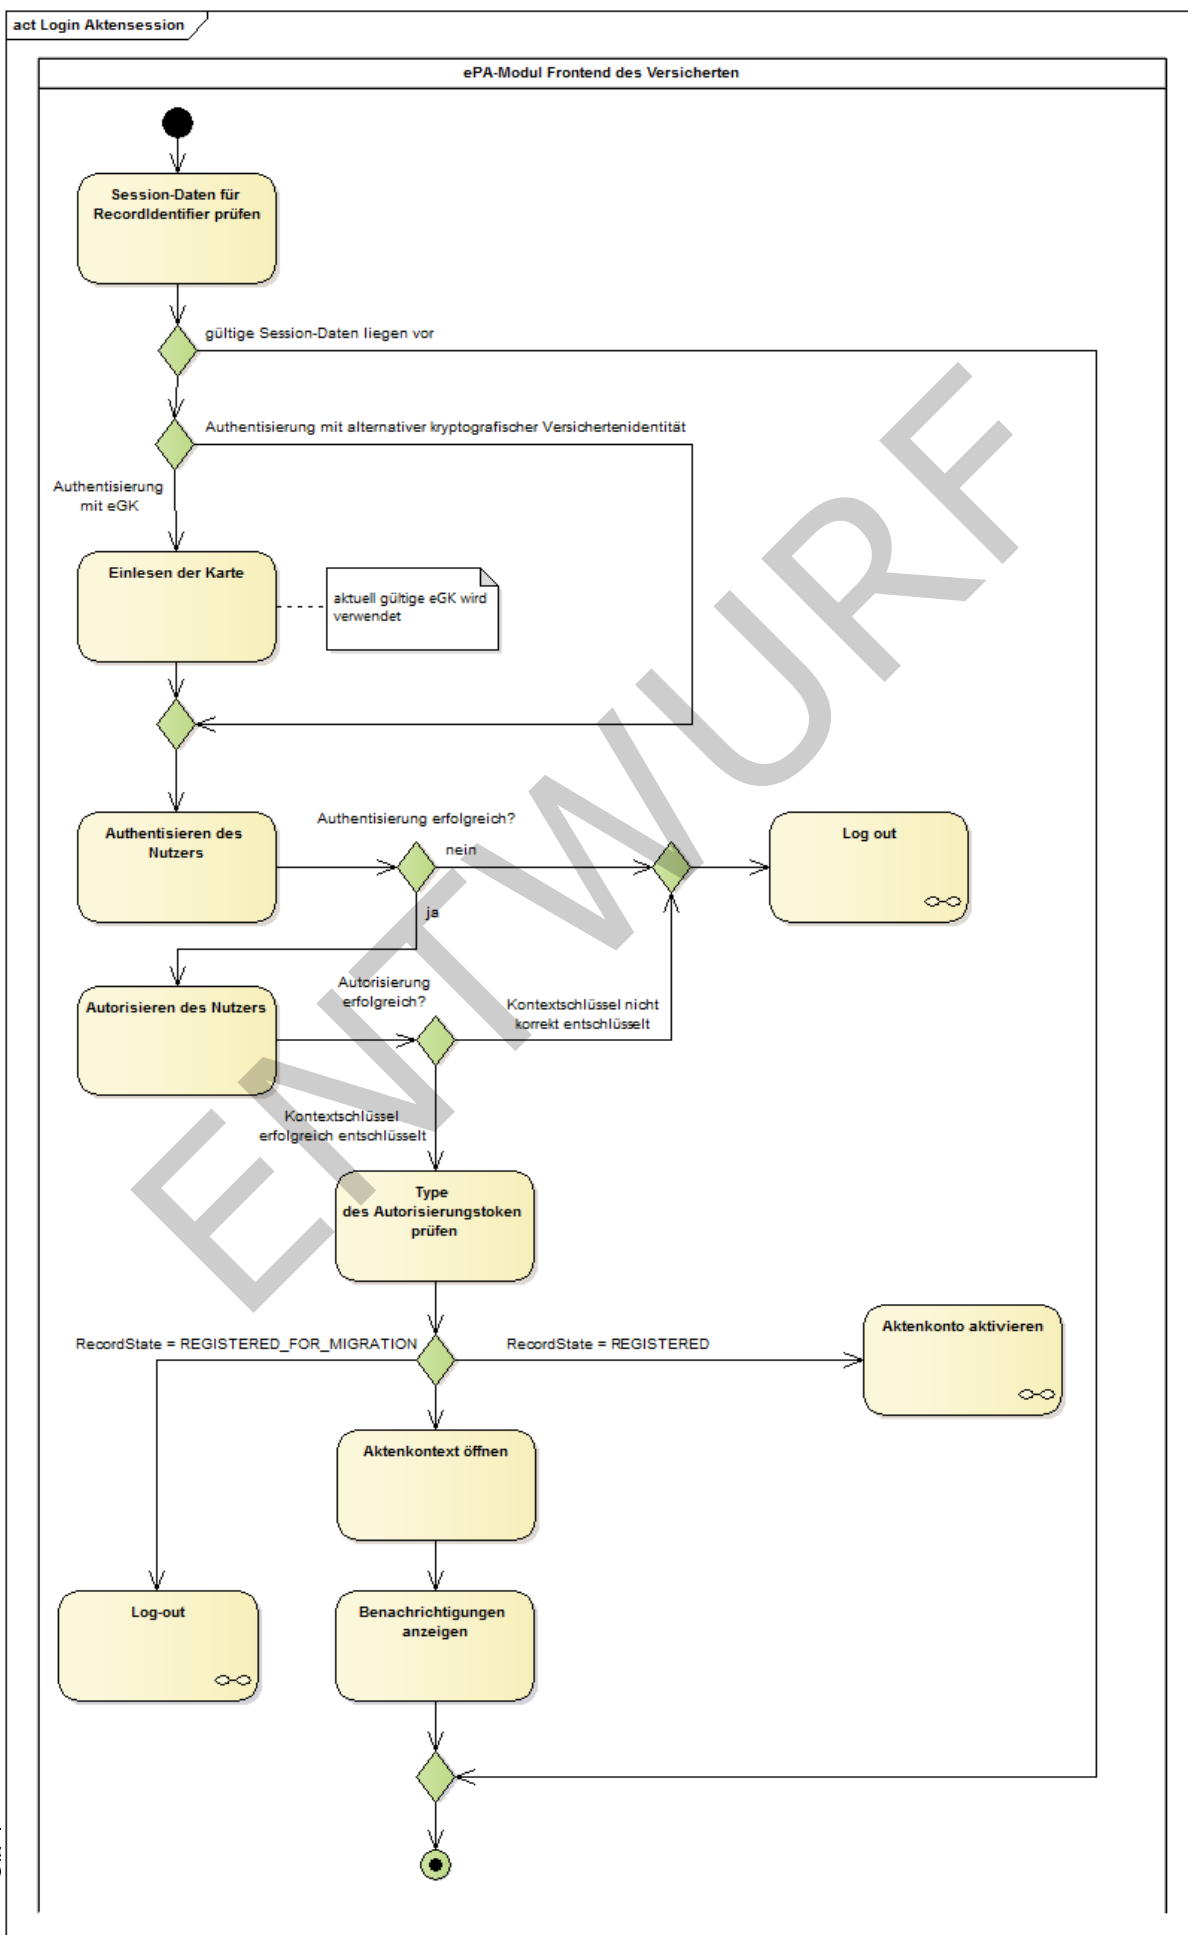 act Login Aktensession
ePA-Modul Frontend des Versicherten
Session-Daten für
RecordIdentifier prüfen
gültige Session-Daten liegen vor
Authentisierung mit alternativer kryptografischer Versichertenidentität
Authentisierung
mit eGK
Einlesen der Karte
aktuell gültige eGK wird
verwendet
Authentisieren des
Nutzers
Authentisierung erfolgreich?
nein
ja
Log out
Autorisieren des Nutzers
Autorisierung
erfolgreich?
Kontextschlüssel nicht
korrekt entschlüsselt
Kontextschlüssel
erfolgreich entschlüsselt
Type
des Autorisierungstoken
prüfen
RecordState = REGISTERED_FOR_MIGRATION
RecordState = REGISTERED
Aktenkonto aktivieren
Aktenkontext öffnen
Log-out
Benachrichtigungen
anzeigen
ENTWURF